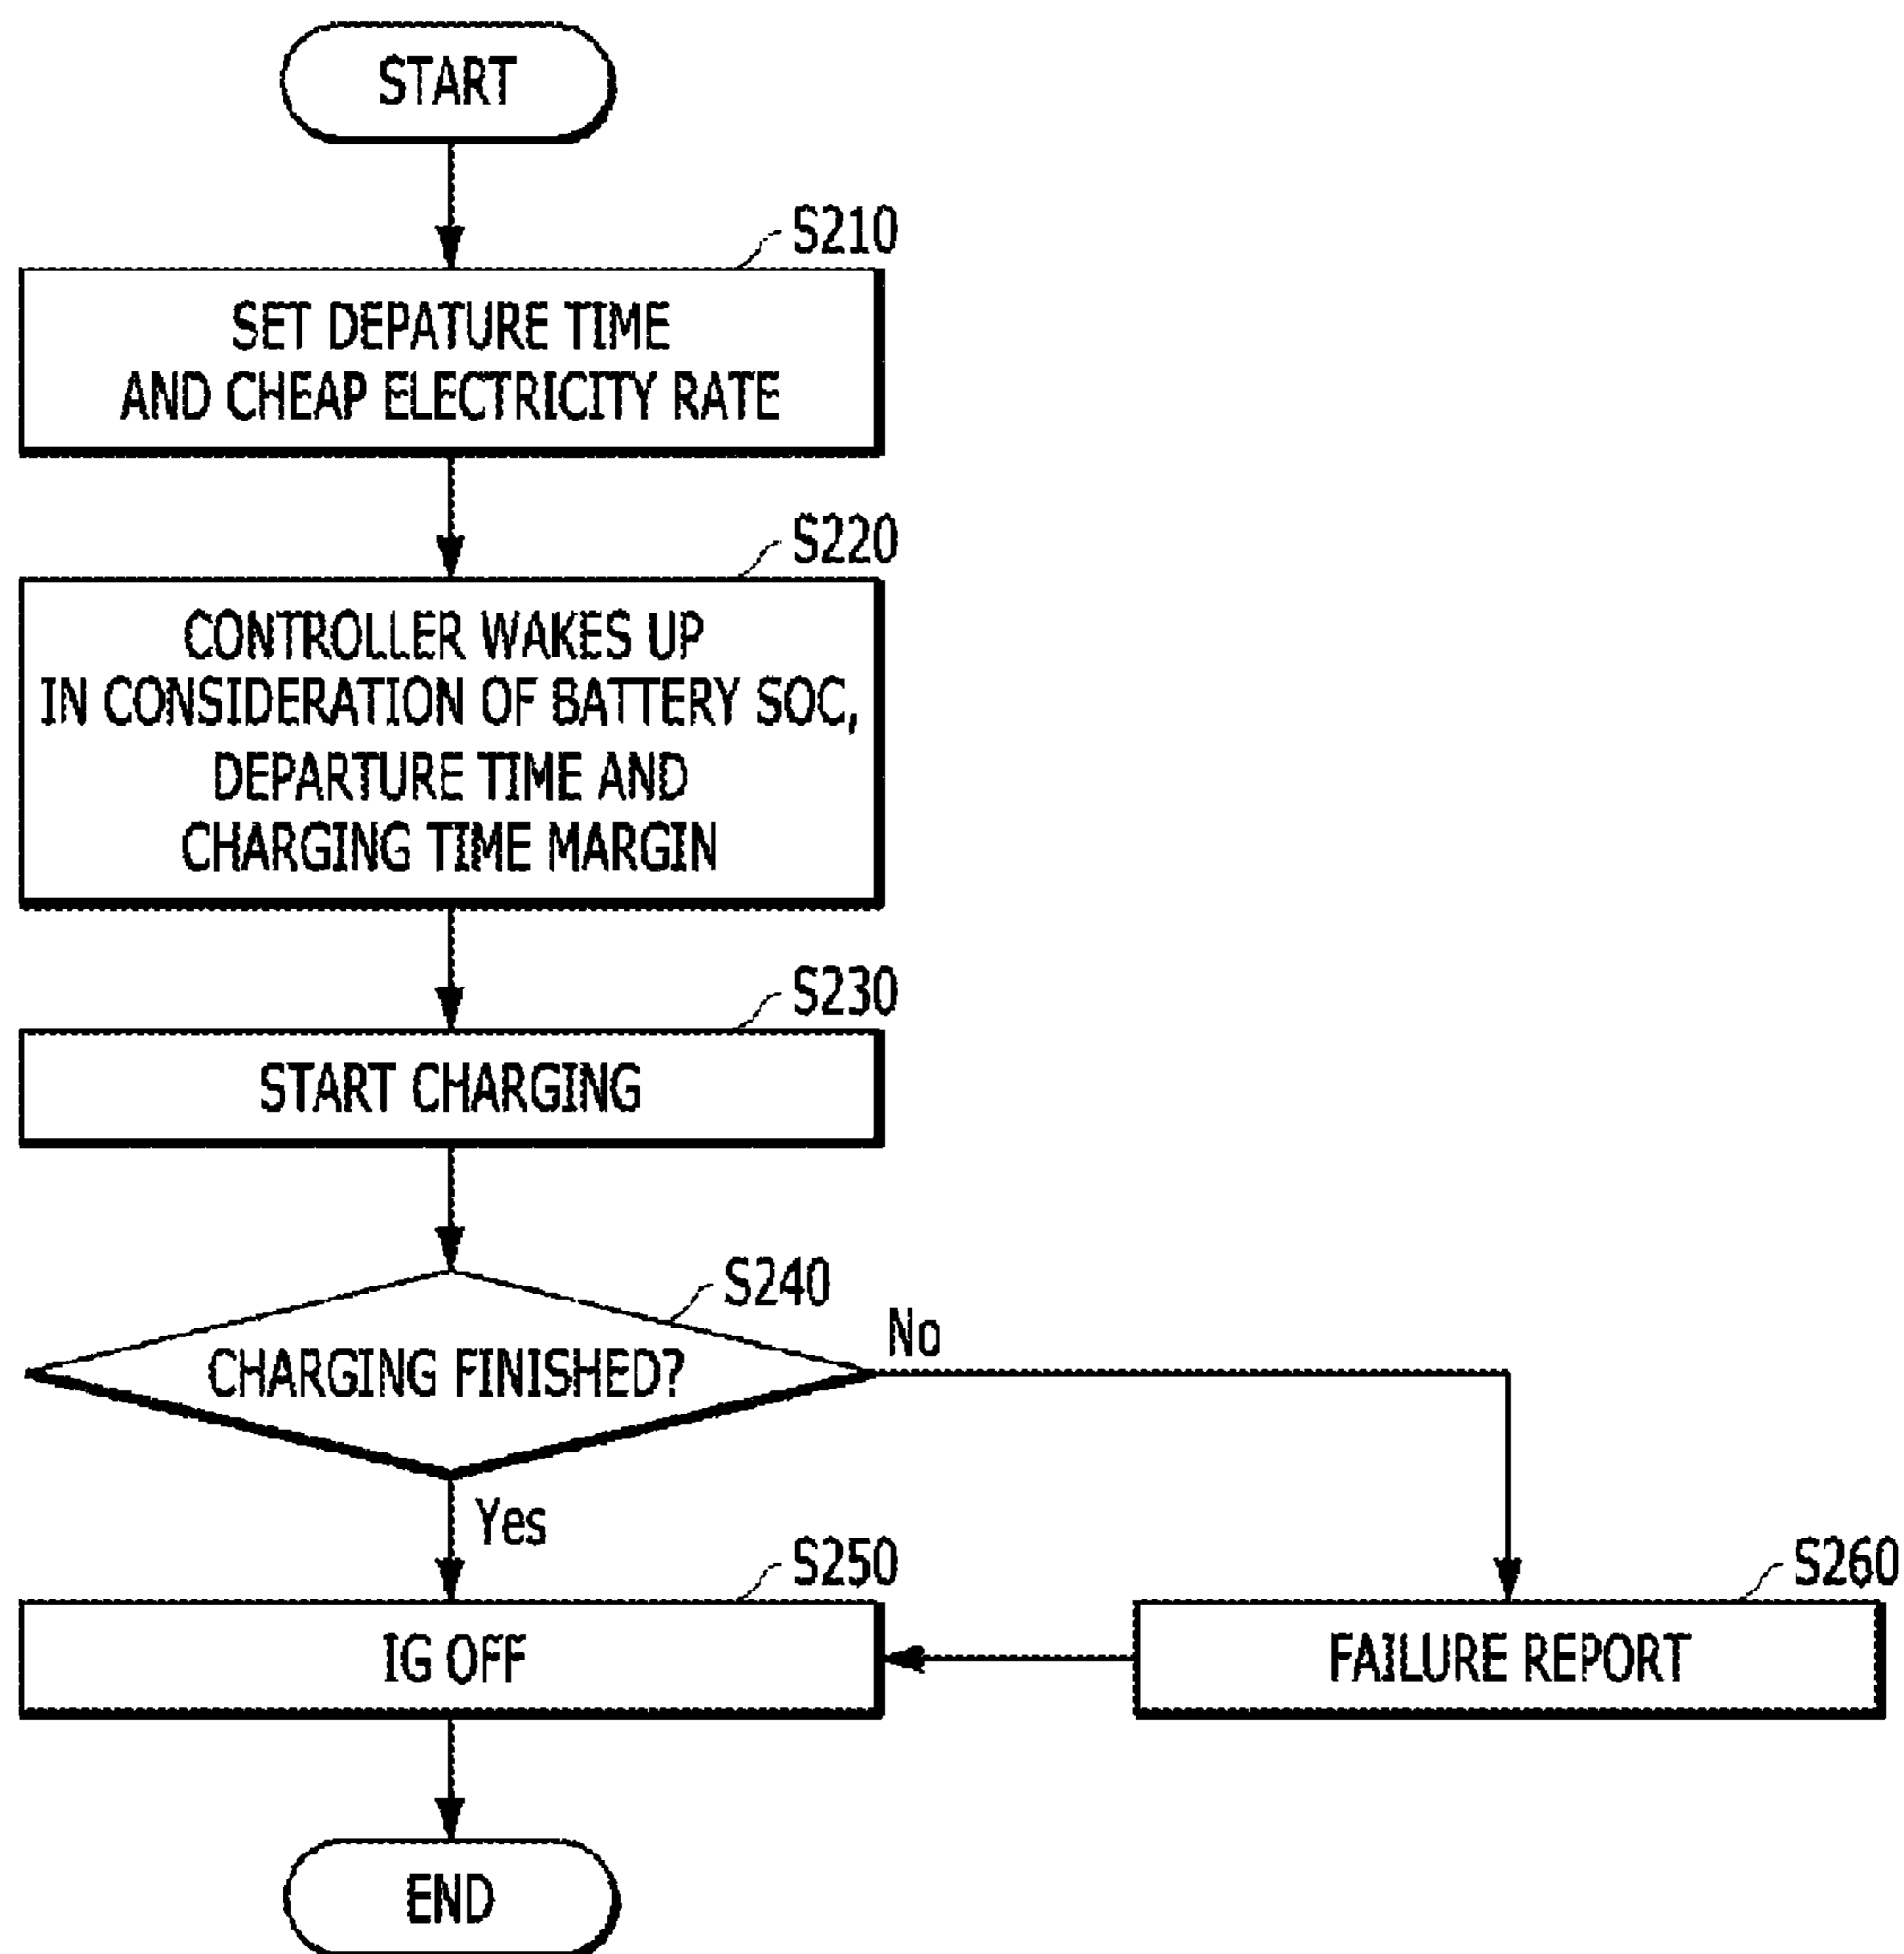 START
S210
SET DEPATURE TIME
AND CHEAP ELECTRICITY RATE
S220
CONTROLLER WAKES UP
IN CONSIDERATION OF BATTERY SOC,
DEPARTURE TIME AND
CHARGING TIME MARGIN
S230
START CHARGING
S240
CHARGING FINISHED?
No
Yes
S250
IG OFF
S260
FAILURE REPORT
END